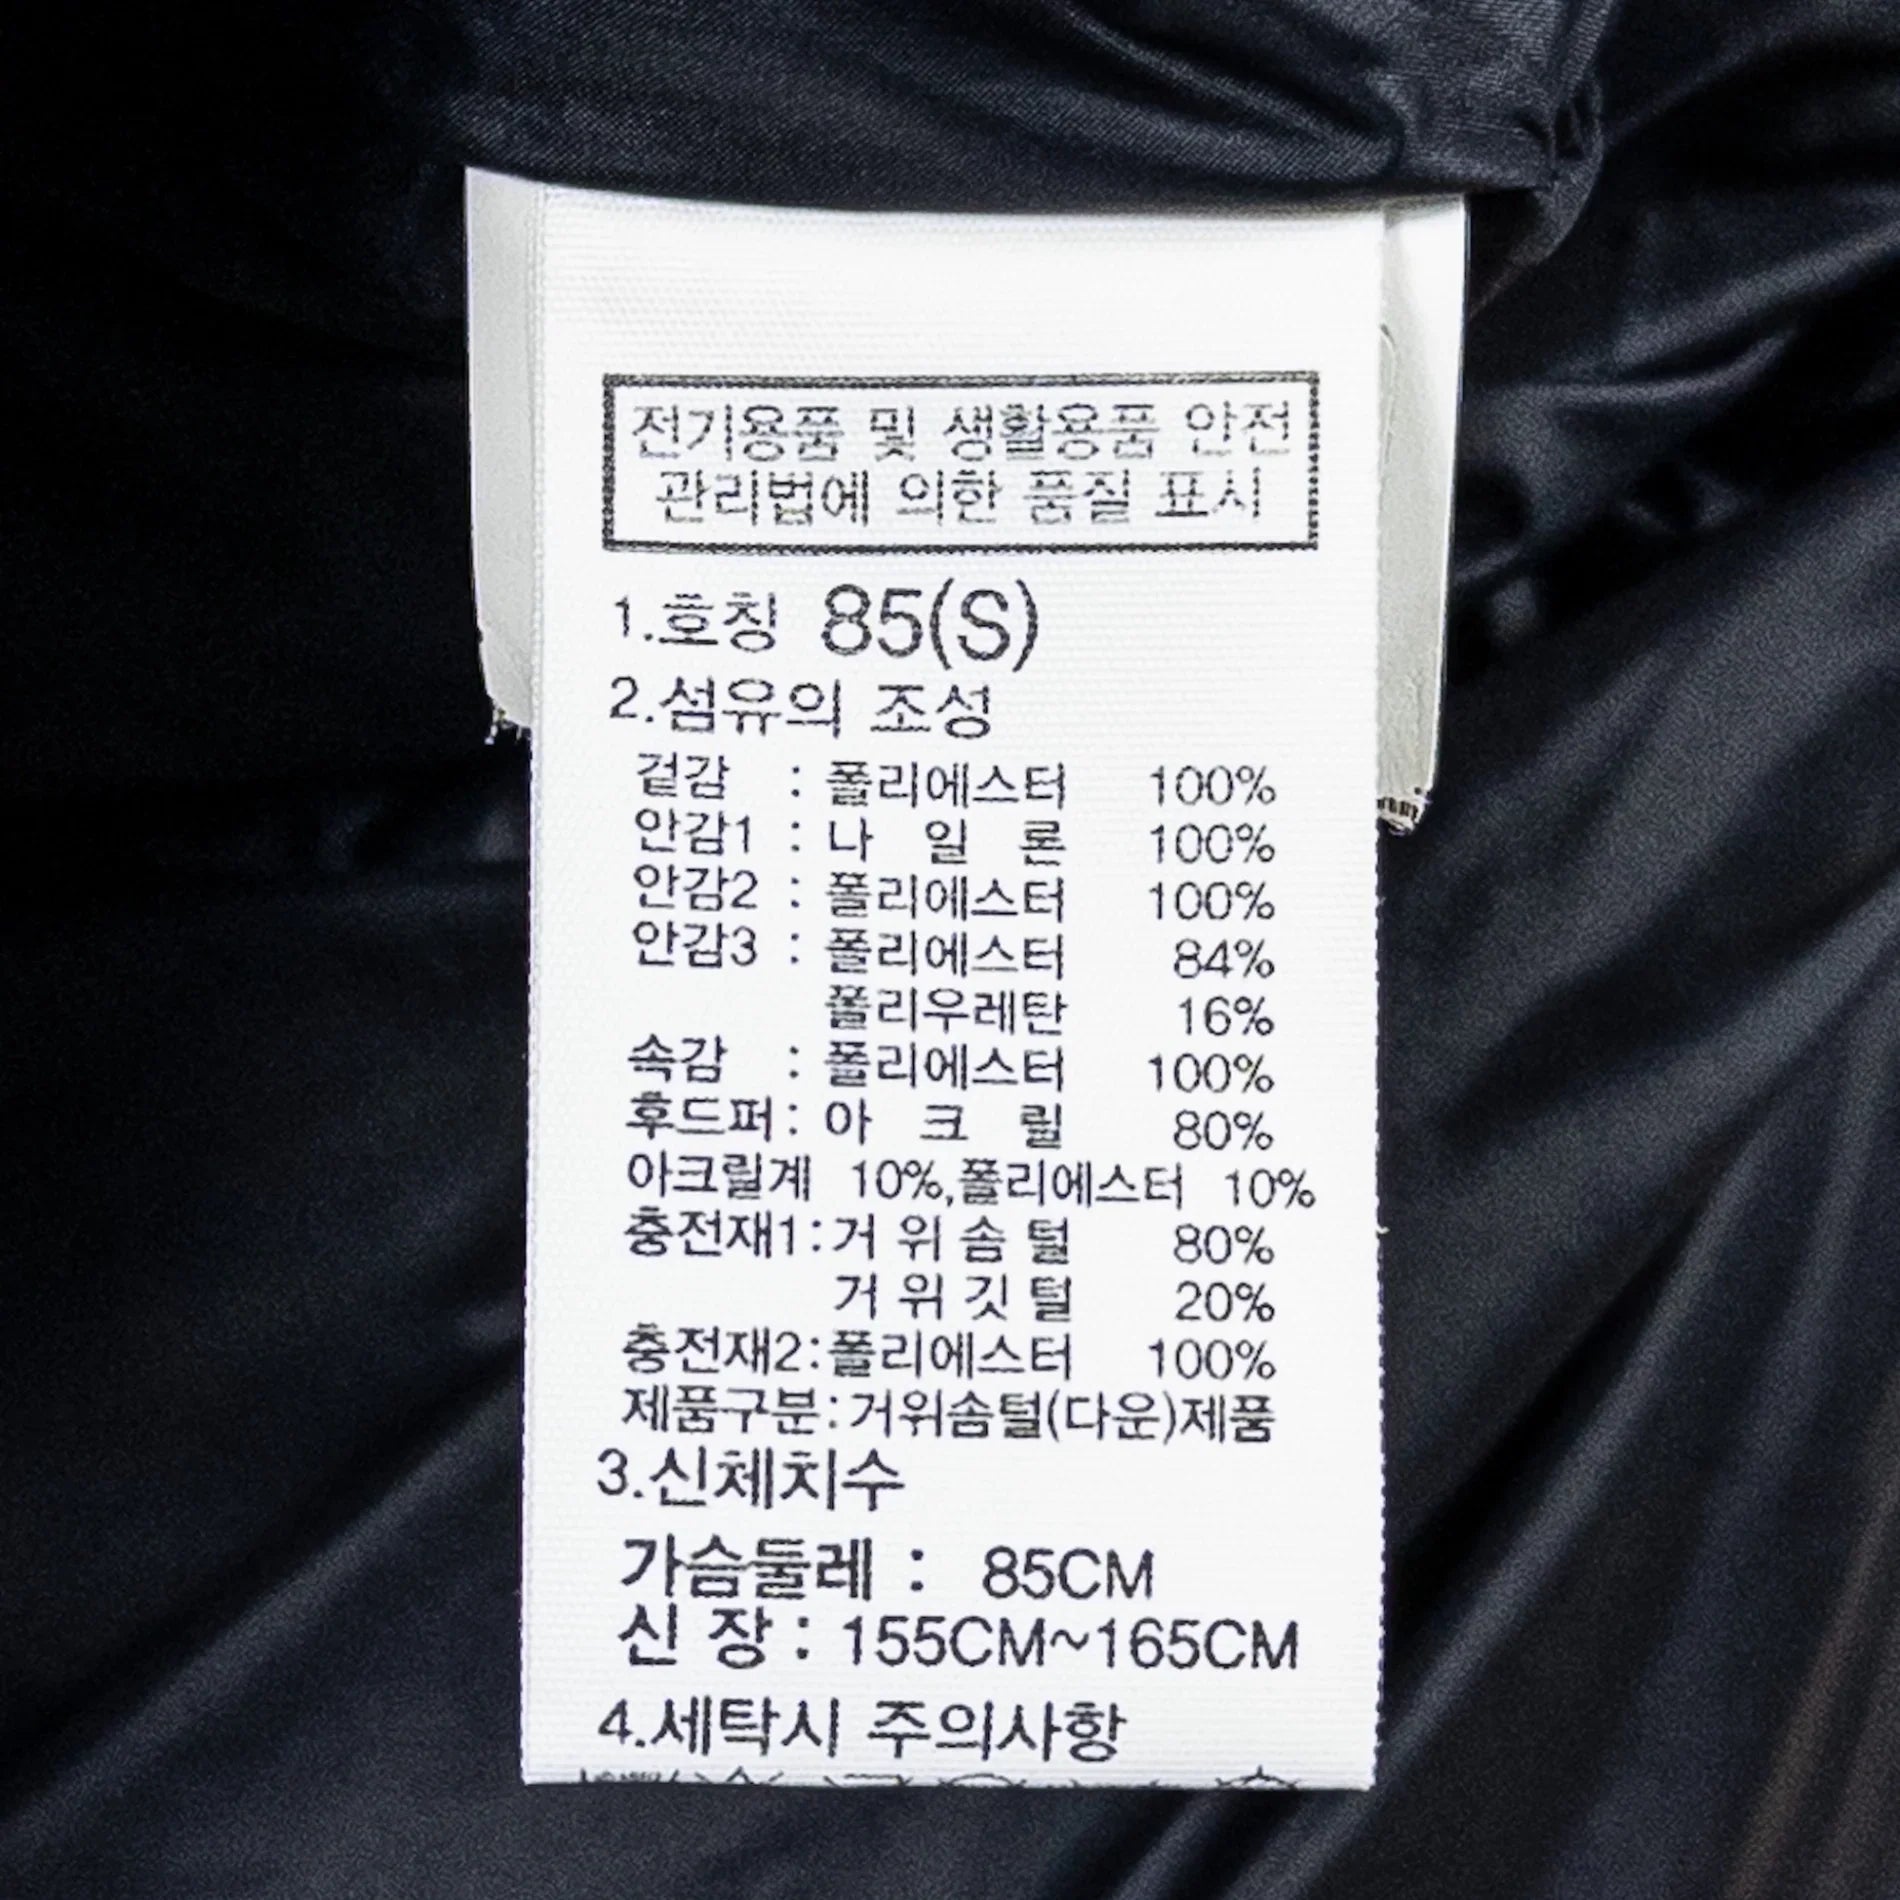 전기용품 및 생활용품 안전
관리법에 의한 품질 표시
1.호칭 85(S)
2.섬유의 조성
겉감 : 폴리에스터 100%
안감1 : 나 일 론 100%
안감2 : 폴리에스터 100%
안감3 : 폴리에스터 84%
폴리우레탄 16%
속감 : 폴리에스터 100%
후드퍼: 아 크 릴 80%
아크릴계 10%,폴리에스터 10%
충전재1:거 위 솜 털 80%
거 위 깃 털 20%
충전재2:폴리에스터 100%
제품구분:거위솜털(다운)제품
3.신체치수
가슴둘레 : 85CM
신 장 : 155CM~165CM
4.세탁시 주의사항